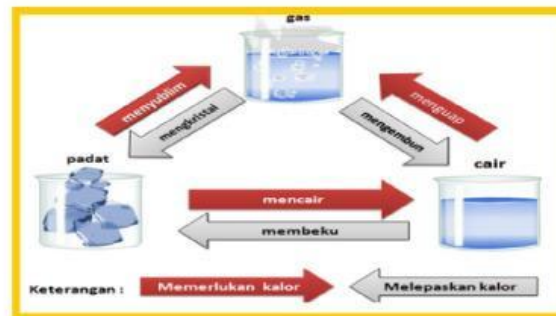 gas
menyublim
mengkristal
menguap
mengembun
padat
cair
mencair
membeku
Keterangan :
Memerlukan kalor
Melepaskan kalor